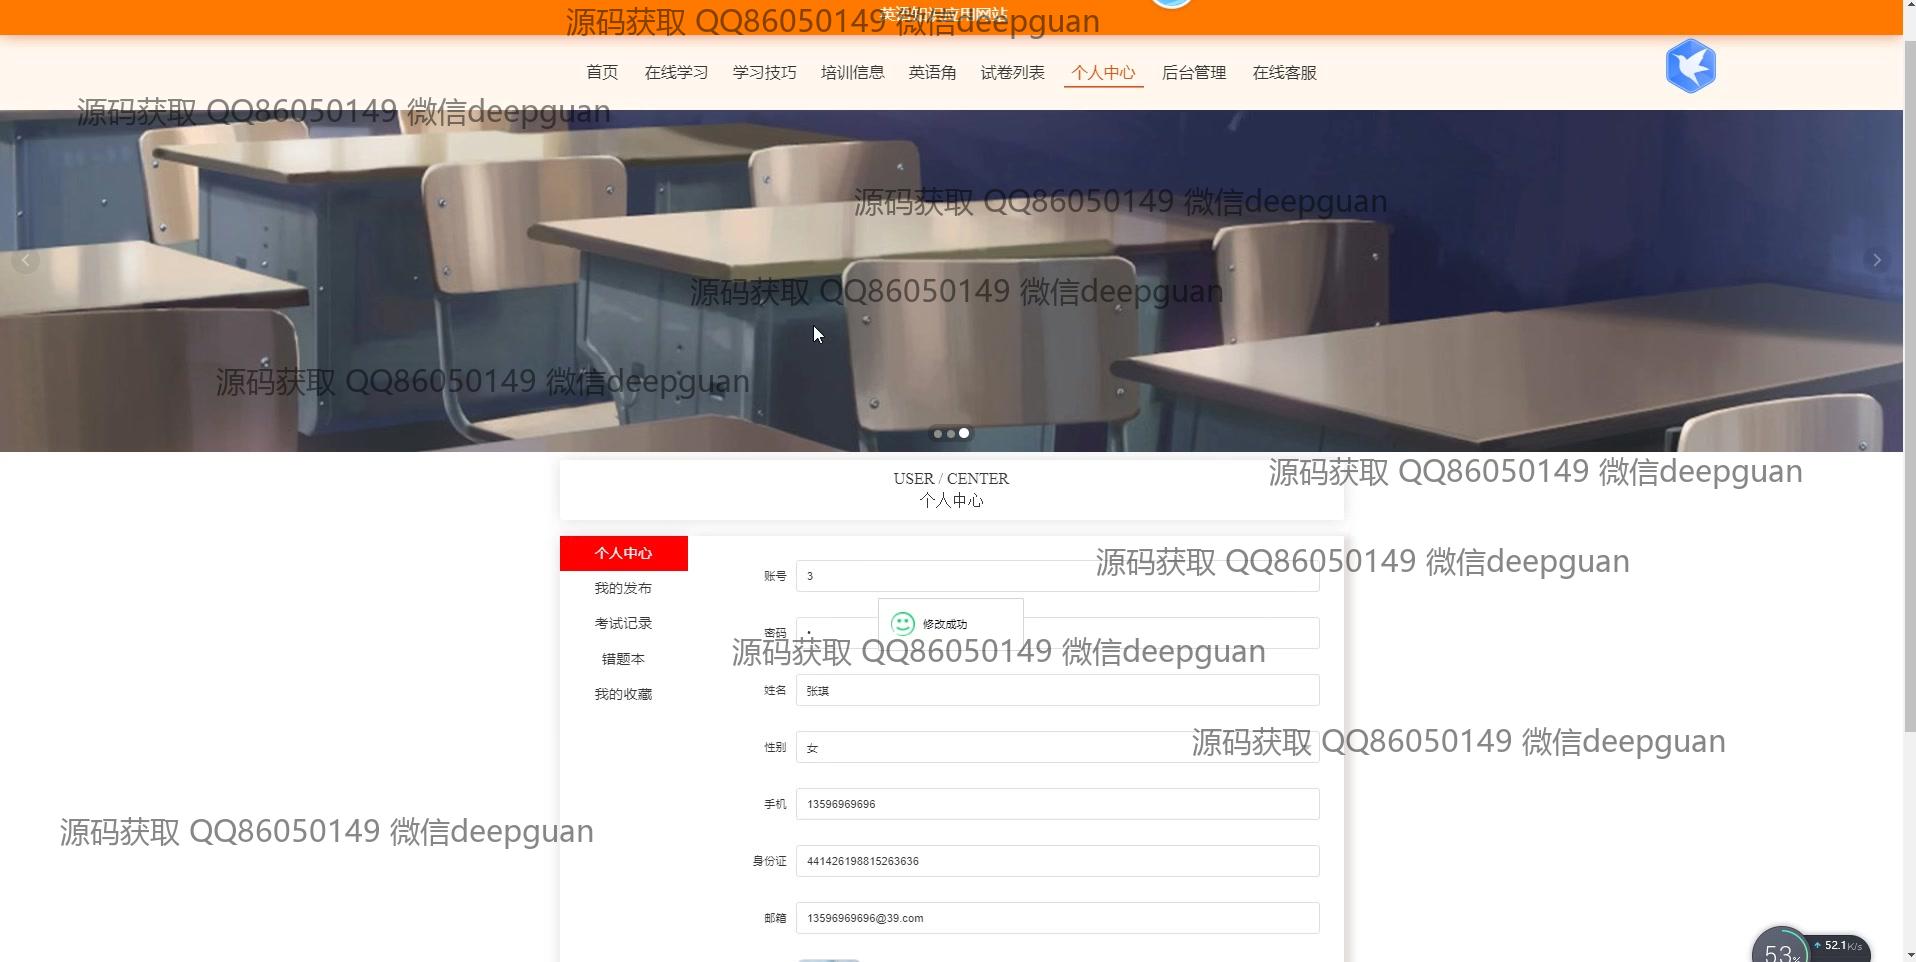 英语知识应用网站
源码获取 QQ86050149 微信deepguan
首页 在线学习 学习技巧 培训信息 英语角 试卷列表 个人中心 后台管理 在线客服
源码获取 QQ86050149 微信deepguan
源码获取 QQ86050149 微信deepguan
源码获取 QQ86050149 微信deepguan
源码获取 QQ86050149 微信deepguan
USER / CENTER
源码获取 QQ86050149 微信deepguan
个人中心
个人中心
源码获取 QQ86050149 微信deepguan
账号 3
我的发布
考试记录
修改成功
密码
源码获取 QQ86050149 微信deepguan
错题本
我的收藏
姓名 张琪
性别 女
源码获取 QQ86050149 微信deepguan
手机 13596969696
源码获取 QQ86050149 微信deepguan
身份证 441426198815263636
邮箱 13596969696@39.com
53%
52.1K/s